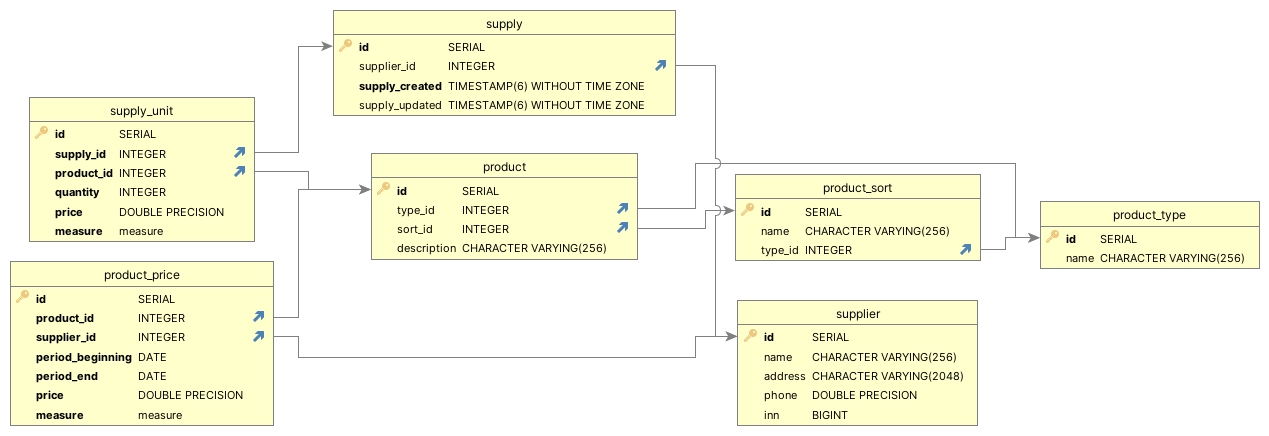 supply
id SERIAL
supplier_id INTEGER
supply_created TIMESTAMP(6) WITHOUT TIME ZONE
supply_updated TIMESTAMP(6) WITHOUT TIME ZONE
supply_unit
id SERIAL
supply_id INTEGER
product_id INTEGER
quantity INTEGER
price DOUBLE PRECISION
measure measure
product
id SERIAL
type_id INTEGER
sort_id INTEGER
description CHARACTER VARYING(256)
product_sort
id SERIAL
name CHARACTER VARYING(256)
type_id INTEGER
product_type
id SERIAL
name CHARACTER VARYING(256)
product_price
id SERIAL
product_id INTEGER
supplier_id INTEGER
period_beginning DATE
period_end DATE
price DOUBLE PRECISION
measure measure
supplier
id SERIAL
name CHARACTER VARYING(256)
address CHARACTER VARYING(2048)
phone DOUBLE PRECISION
inn BIGINT